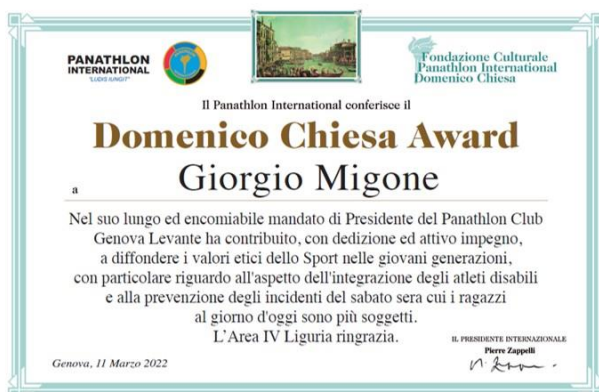 PANATHLON
INTERNATIONAL
"LUDIS IUNGIT"
Fondazione Culturale
Panathlon International
Domenico Chiesa
Il Panathlon International conferisce il
Domenico Chiesa Award
a Giorgio Migone
Nel suo lungo ed encomiabile mandato di Presidente del Panathlon Club
Genova Levante ha contribuito, con dedizione ed attivo impegno,
a diffondere i valori etici dello Sport nelle giovani generazioni,
con particolare riguardo all'aspetto dell'integrazione degli atleti disabili
e alla prevenzione degli incidenti del sabato sera cui i ragazzi
al giorno d'oggi sono più soggetti.
L'Area IV Liguria ringrazia.
IL PRESIDENTE INTERNAZIONALE
Pierre Zappelli
Genova, 11 Marzo 2022